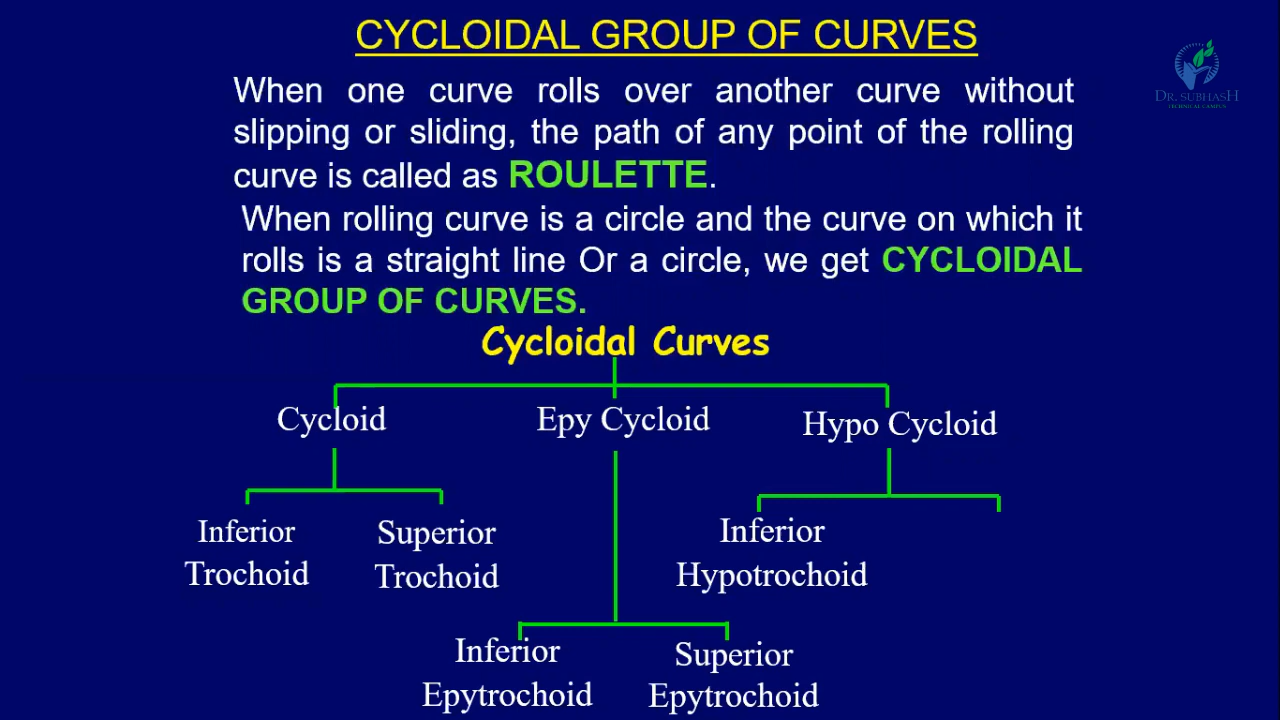 CYCLOIDAL GROUP OF CURVES
DR. SUBHASH
TECHNICAL CAMPUS
When one curve rolls over another curve without
slipping or sliding, the path of any point of the rolling
curve is called as ROULETTE.
When rolling curve is a circle and the curve on which it
rolls is a straight line Or a circle, we get CYCLOIDAL
GROUP OF CURVES.
Cycloidal Curves
Cycloid
Epy Cycloid
Hypo Cycloid
Inferior
Trochoid
Superior
Trochoid
Inferior
Hypotrochoid
Inferior
Epytrochoid
Superior
Epytrochoid